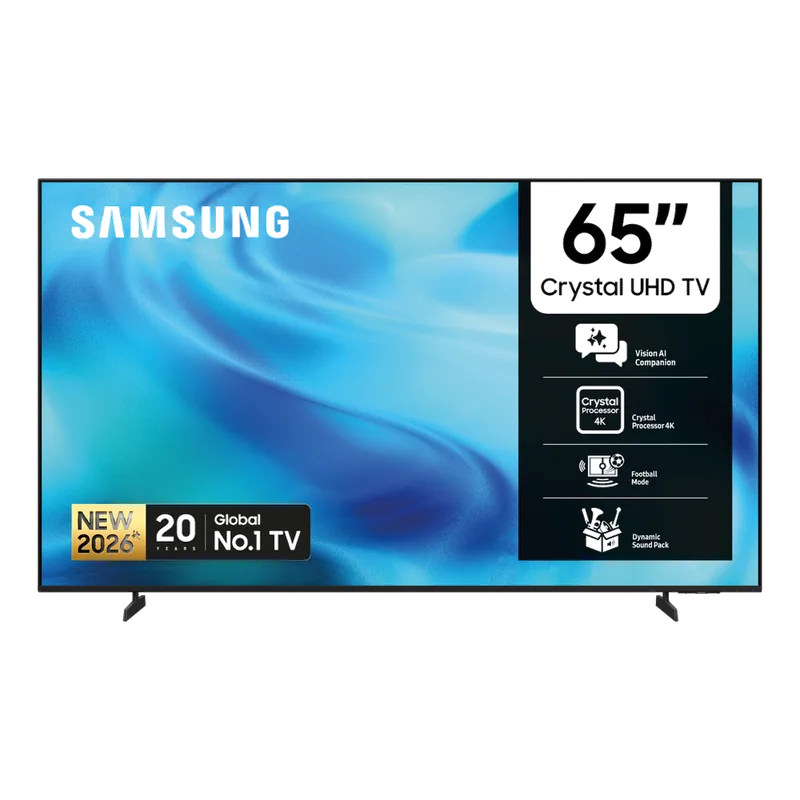 SAMSUNG
65"
Crystal UHD TV
Vision AI
Companion
Crystal
Processor
4K
Crystal
Processor 4K
Football
Mode
Dynamic
Sound Pack
NEW
2026
20
YEARS
Global
No.1 TV